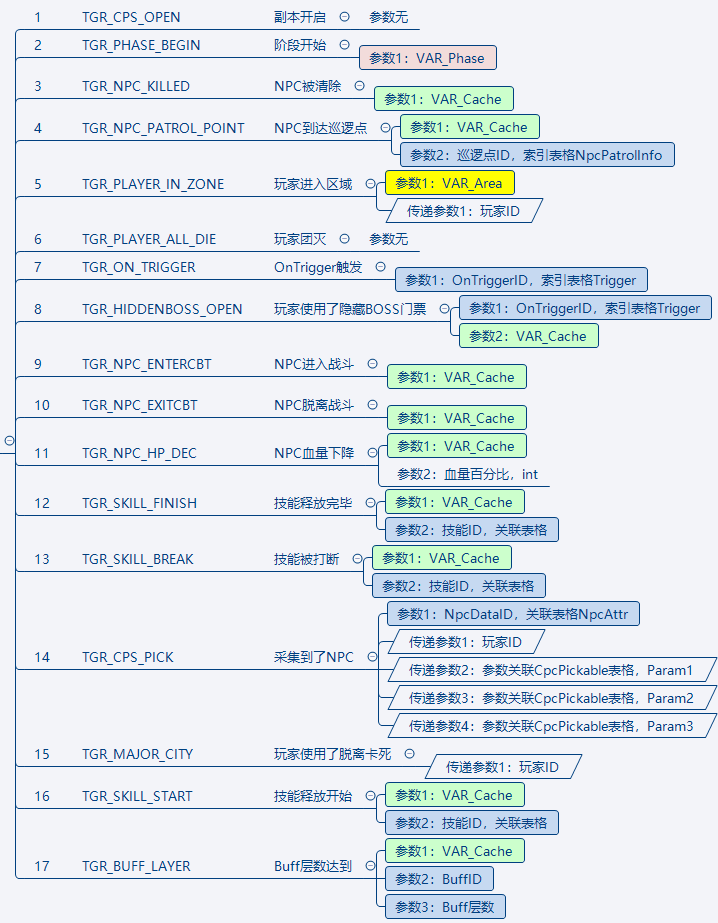 1 TGR_CPS_OPEN 副本开启 参数无
2 TGR_PHASE_BEGIN 阶段开始
参数1：VAR_Phase
3 TGR_NPC_KILLED NPC被清除
参数1：VAR_Cache
4 TGR_NPC_PATROL_POINT NPC到达巡逻点
参数1：VAR_Cache
参数2：巡逻点ID，索引表格NpcPatrolInfo
5 TGR_PLAYER_IN_ZONE 玩家进入区域
参数1：VAR_Area
传递参数1：玩家ID
6 TGR_PLAYER_ALL_DIE 玩家团灭 参数无
7 TGR_ON_TRIGGER OnTrigger触发
参数1：OnTriggerID，索引表格Trigger
8 TGR_HIDDENBOSS_OPEN 玩家使用了隐藏BOSS门票
参数1：OnTriggerID，索引表格Trigger
参数2：VAR_Cache
9 TGR_NPC_ENTERCBT NPC进入战斗
参数1：VAR_Cache
10 TGR_NPC_EXITCBT NPC脱离战斗
参数1：VAR_Cache
11 TGR_NPC_HP_DEC NPC血量下降
参数1：VAR_Cache
参数2：血量百分比，int
12 TGR_SKILL_FINISH 技能释放完毕
参数1：VAR_Cache
参数2：技能ID，关联表格
13 TGR_SKILL_BREAK 技能被打断
参数1：VAR_Cache
参数2：技能ID，关联表格
14 TGR_CPS_PICK 采集到了NPC
参数1：NpcDataID，关联表格NpcAttr
传递参数1：玩家ID
传递参数2：参数关联CpcPickable表格，Param1
传递参数3：参数关联CpcPickable表格，Param2
传递参数4：参数关联CpcPickable表格，Param3
15 TGR_MAJOR_CITY 玩家使用了脱离卡死
传递参数1：玩家ID
16 TGR_SKILL_START 技能释放开始
参数1：VAR_Cache
参数2：技能ID，关联表格
17 TGR_BUFF_LAYER Buff层数达到
参数1：VAR_Cache
参数2：BuffID
参数3：Buff层数